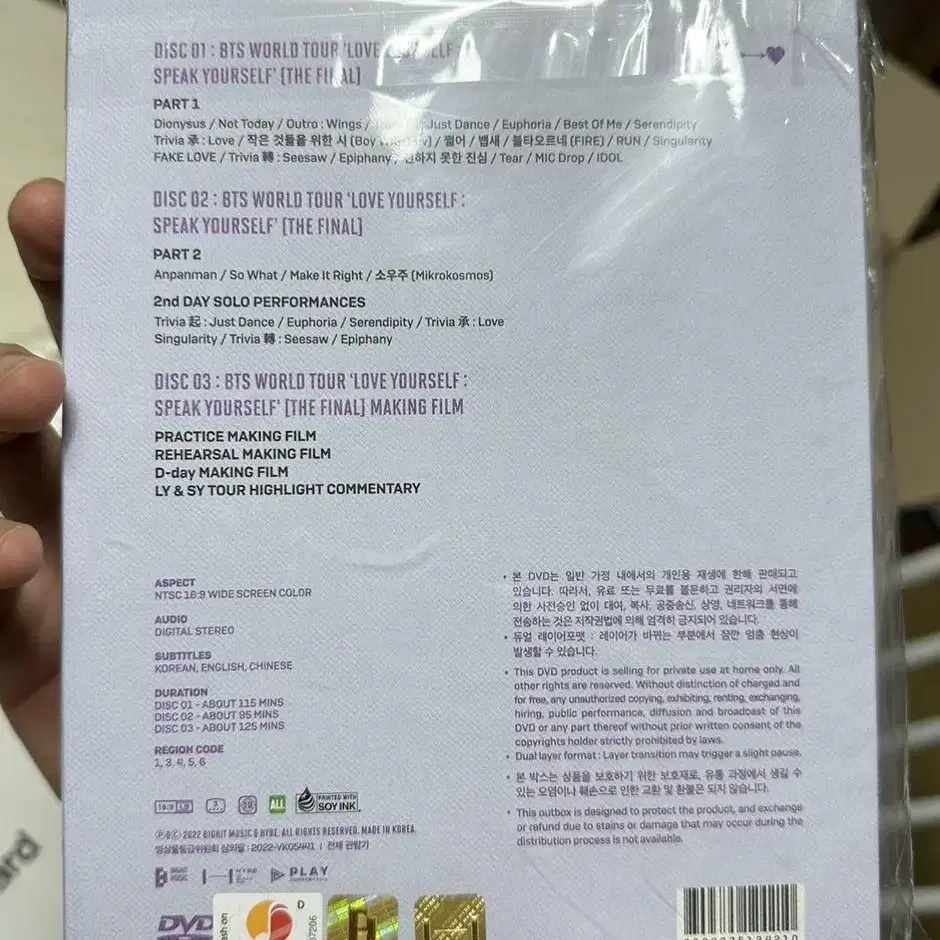 DISC 01 : BTS WORLD TOUR 'LOVE
SPEAK YOURSELF' [THE FINAL]
PART 1
Dionysus / Not Today / Outro : Wings / Just Dance / Euphoria / Best Of Me / Serendipity
Trivia 承 : Love / 작은 것들을 위한 시 (Boy / 쩔어 / 뱁새 / 불타오르네 (FIRE) / RUN / Singularity
FAKE LOVE / Trivia 轉 : Seesaw / Epiphany / 못한 진심 / Tear / MIC Drop / IDOL
DISC 02 : BTS WORLD TOUR 'LOVE YOURSELF :
SPEAK YOURSELF' [THE FINAL]
PART 2
Anpanman / So What / Make It Right / 소우주 (Mikrokosmos)
2nd DAY SOLO PERFORMANCES
Trivia 起 : Just Dance / Euphoria / Serendipity / Trivia 承 : Love
Singularity / Trivia 轉 : Seesaw / Epiphany
DISC 03 : BTS WORLD TOUR 'LOVE YOURSELF :
SPEAK YOURSELF' [THE FINAL] MAKING FILM
PRACTICE MAKING FILM
REHEARSAL MAKING FILM
D-day MAKING FILM
LY & SY TOUR HIGHLIGHT COMMENTARY
ASPECT
NTSC 16:9 WIDE SCREEN COLOR
AUDIO
DIGITAL STEREO
SUBTITLES
KOREAN, ENGLISH, CHINESE
DURATION
DISC 01 - ABOUT 115 MINS
DISC 02 - ABOUT 95 MINS
DISC 03 - ABOUT 125 MINS
REGION CODE
1, 3, 4, 5, 6
16:9
3
ALL
PRINTED WITH
SOY INK
Ⓟ&© 2022 BIGHIT MUSIC & HYBE. ALL RIGHTS RESERVED. MADE IN KOREA.
영상물등급위원회 심의필 : 2022-VK05441 | 전체 관람가
BIGHIT MUSIC
HYBE
PLAY
• 본 DVD는 일반 가정 내에서의 개인용 재생에 한해 판매되고
있습니다. 따라서, 유료 또는 무료를 불문하고 권리자의 서면에
의한 사전승인 없이 대여, 복사, 공중송신, 상영, 네트워크를 통해
전송하는 것은 저작권법에 의해 엄격히 금지되어 있습니다.
• 듀얼 레이어포맷 : 레이어가 바뀌는 부분에서 잠깐 멈춤 현상이
발생할 수 있습니다.
• This DVD product is selling for private use at home only. All
other rights are reserved. Without distinction of charged and
for free, any unauthorized copying, exhibiting, renting, exchanging,
hiring, public performance, diffusion and broadcast of this
DVD or any part thereof without prior written consent of the
copyrights holder strictly prohibited by laws.
• Dual layer format : Layer transition may trigger a slight pause.
• 본 박스는 상품을 보호하기 위한 보호재로, 유통 과정에서 생길 수
있는 오염이나 훼손으로 인한 교환 및 환불은 되지 않습니다.
• This outbox is designed to protect the product, and exchange
or refund due to stains or damage that may occur during the
distribution process is not available.
DVD
D